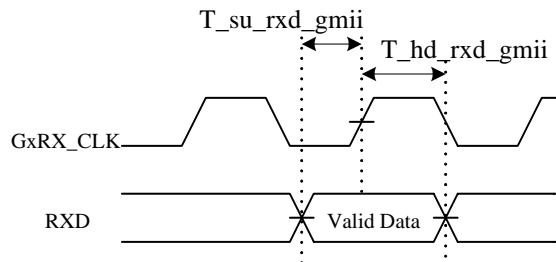 T_su_rxd_gmii
T_hd_rxd_gmii
GxRX_CLK
RXD
Valid Data